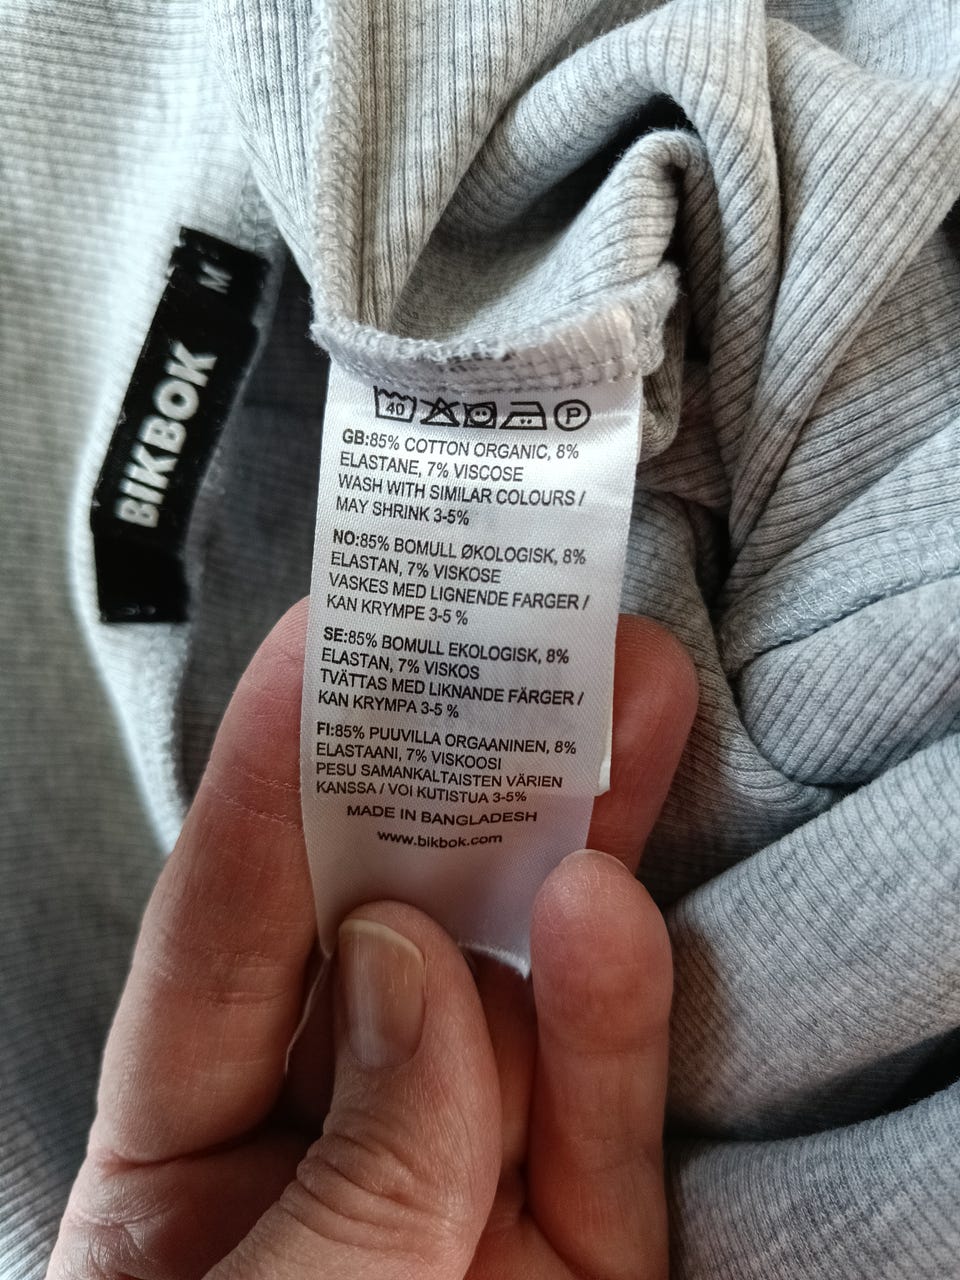 BIKBOK
M
40
P
GB:85% COTTON ORGANIC, 8%
ELASTANE, 7% VISCOSE
WASH WITH SIMILAR COLOURS /
MAY SHRINK 3-5%
NO:85% BOMULL ØKOLOGISK, 8%
ELASTAN, 7% VISKOSE
VASKES MED LIGNENDE FARGER /
KAN KRYMPE 3-5 %
SE:85% BOMULL EKOLOGISK, 8%
ELASTAN, 7% VISKOS
TVÄTTAS MED LIKNANDE FÄRGER /
KAN KRYMPA 3-5 %
FI:85% PUUVILLA ORGAANINEN, 8%
ELASTAANI, 7% VISKOOSI
PESU SAMANKALTAISTEN VÄRIEN
KANSSA / VOI KUTISTUA 3-5%
MADE IN BANGLADESH
www.bikbok.com